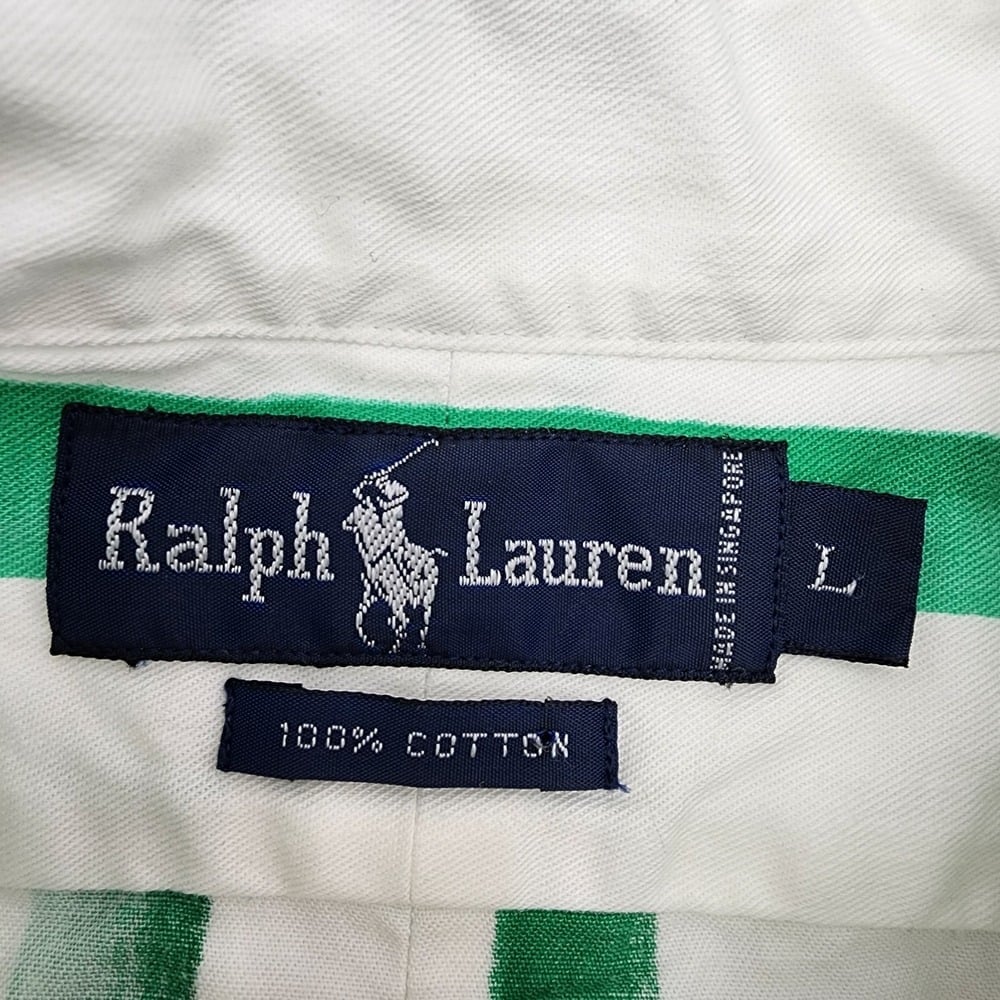 Ralph Lauren
MADE IN SINGAPORE
L
100% COTTON